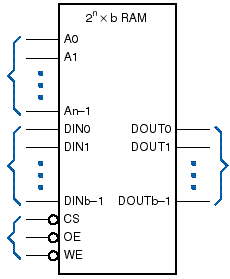 2ⁿ × b RAM
A0
A1
An–1
DIN0 DOUT0
DIN1 DOUT1
DINb–1 DOUTb–1
CS
OE
WE